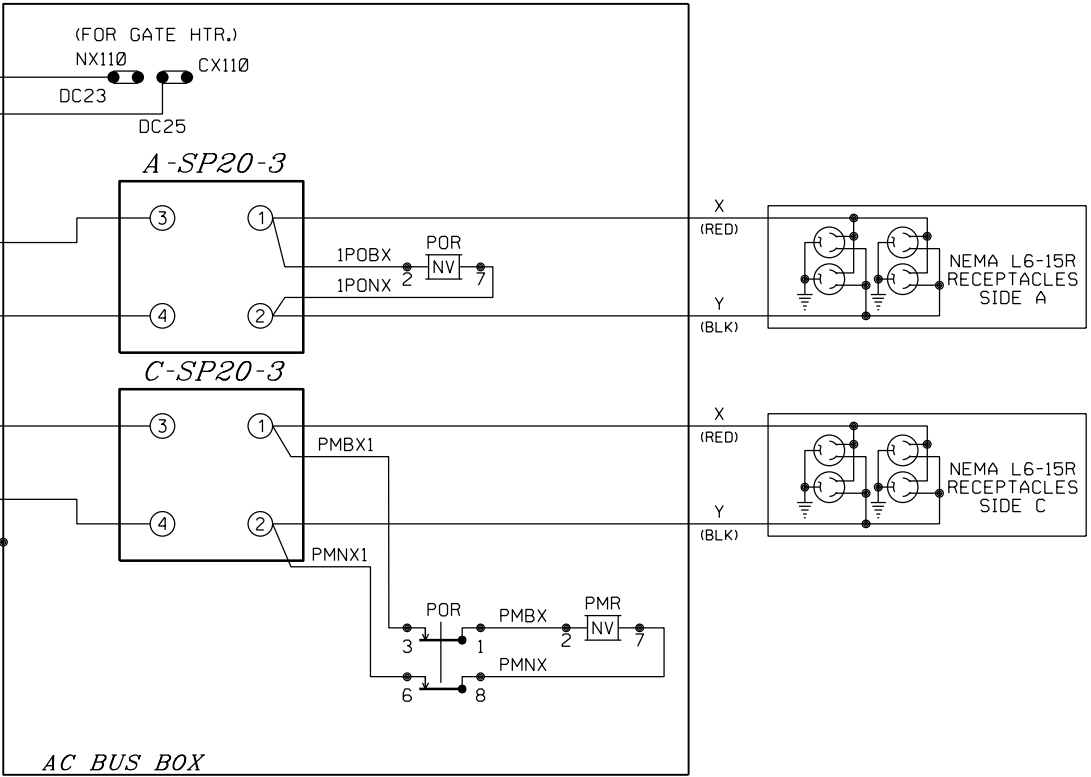 (FOR GATE HTR.)
NX110
CX110
DC23
DC25
A-SP20-3
3
1
4
2
1POBX
POR
NV
2
7
1PONX
X
(RED)
Y
(BLK)
NEMA L6-15R
RECEPTACLES
SIDE A
C-SP20-3
3
1
4
2
PMBX1
PMNX1
X
(RED)
Y
(BLK)
NEMA L6-15R
RECEPTACLES
SIDE C
POR
3
1
6
8
PMBX
PMR
NV
2
7
PMNX
AC BUS BOX